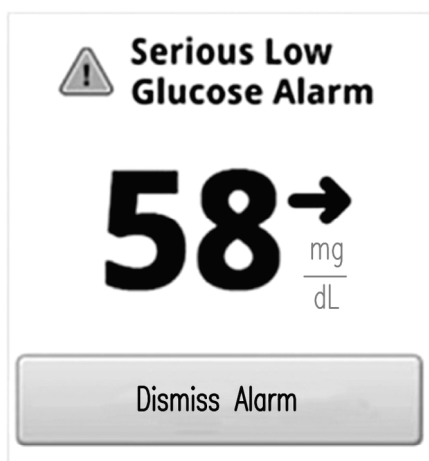 Serious Low
Glucose Alarm
58
mg
dL
Dismiss Alarm